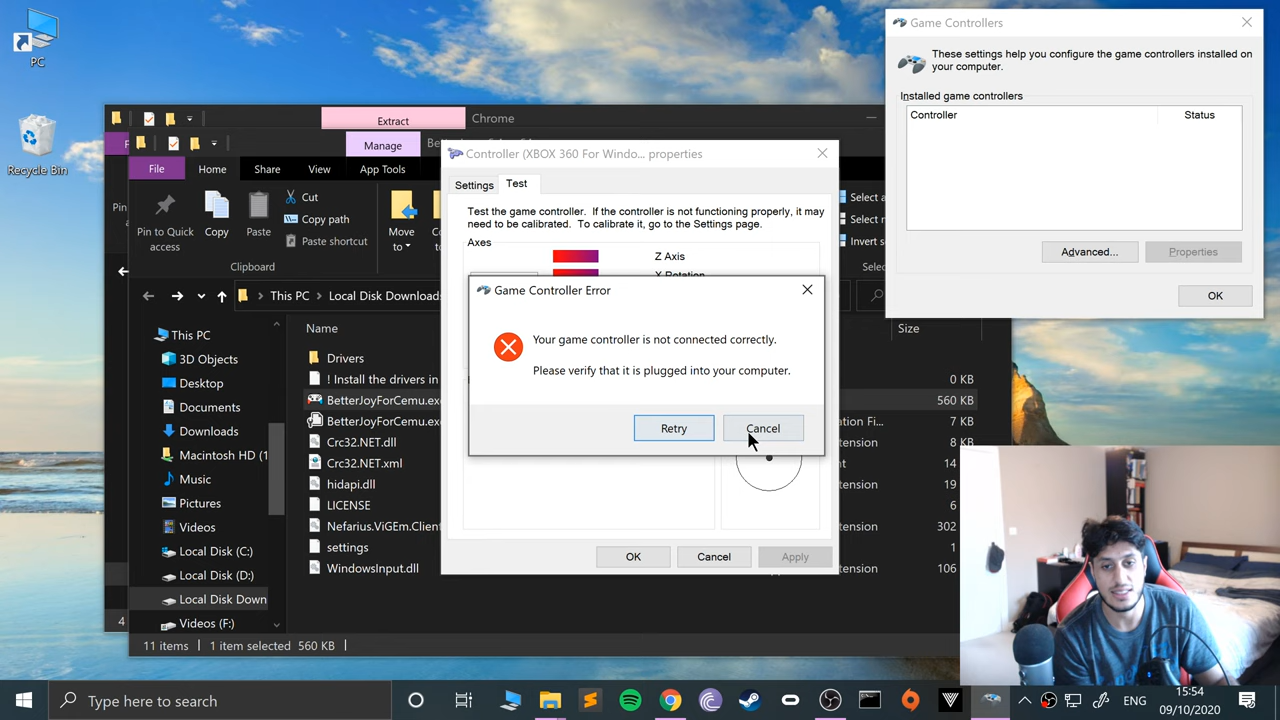 PC
Recycle Bin
Extract
Chrome
Manage
File
Home
Share
View
App Tools
Pin to Quick
access
Copy
Paste
Cut
Copy path
Paste shortcut
Move
to
Clipboard
Select a
Select n
Invert s
This PC
Local Disk Downloads
Name
Size
This PC
3D Objects
Desktop
Documents
Downloads
Macintosh HD (1
Music
Pictures
Videos
Local Disk (C:)
Local Disk (D:)
Local Disk Down
Videos (F:)
Drivers
! Install the drivers in
0 KB
BetterJoyForCemu.exe
560 KB
BetterJoyForCemu.exe
7 KB
Crc32.NET.dll
8 KB
Crc32.NET.xml
14
hidapi.dll
19
LICENSE
6
Nefarius.ViGEm.Client
302
settings
1
WindowsInput.dll
106
11 items
1 item selected 560 KB
Controller (XBOX 360 For Windo... properties
Settings
Test
Test the game controller. If the controller is not functioning properly, it may
need to be calibrated. To calibrate it, go to the Settings page.
Axes
Z Axis
X Rotation
Game Controller Error
Your game controller is not connected correctly.
Please verify that it is plugged into your computer.
Retry
Cancel
OK
Cancel
Apply
Game Controllers
These settings help you configure the game controllers installed on
your computer.
Installed game controllers
Controller
Status
Advanced...
Properties
OK
Type here to search
ENG
15:54
09/10/2020